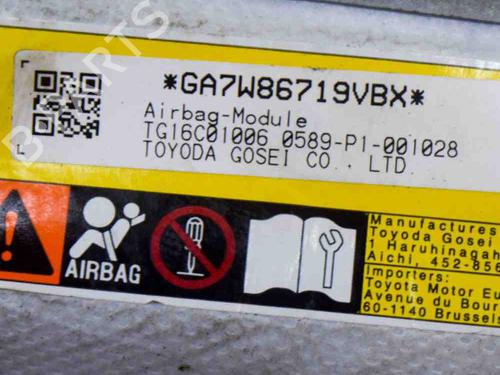 *GA7W86719VBX*
Airbag-Module
TG16C01006 0589-P1-001028
TOYODA GOSEI CO., LTD.
AIRBAG
Manufactures
Toyoda Gosei
1 Haruhinagah
Aichi, 452-856
Importers:
Toyota Motor Eu
Avenue du Bour
60-1140 Brussels